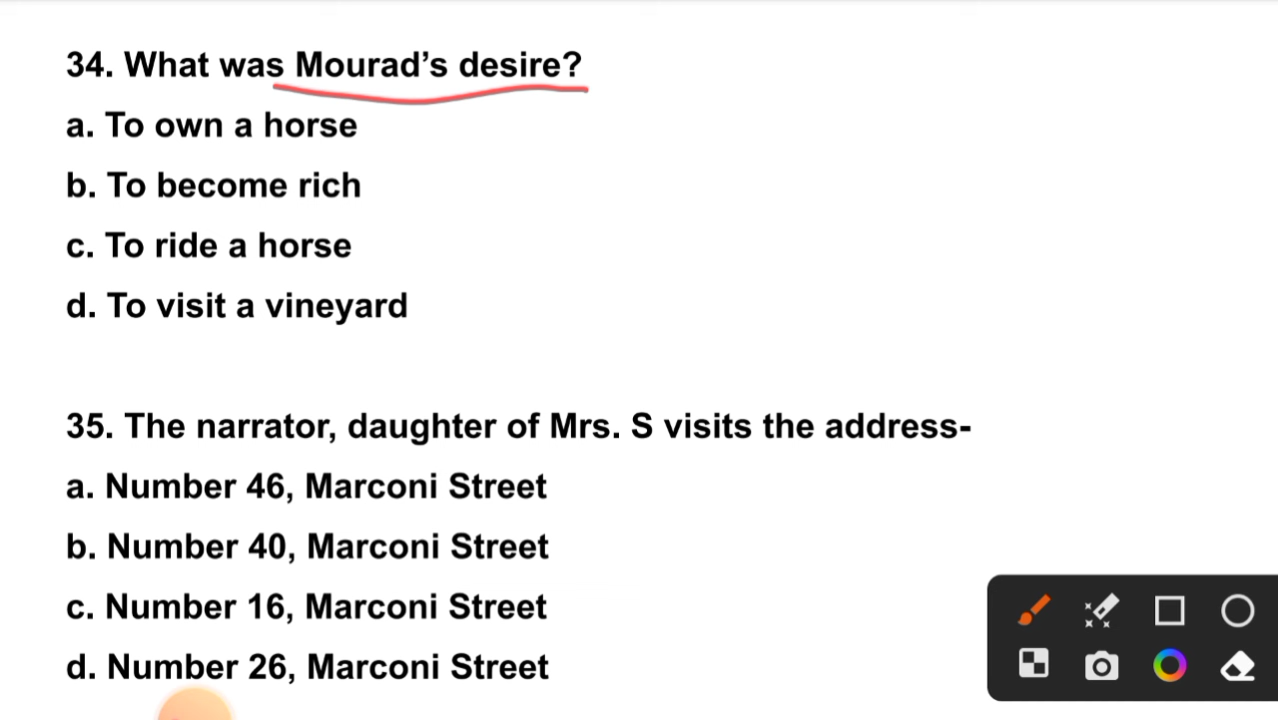 34. What was Mourad’s desire?
a. To own a horse
b. To become rich
c. To ride a horse
d. To visit a vineyard
35. The narrator, daughter of Mrs. S visits the address-
a. Number 46, Marconi Street
b. Number 40, Marconi Street
c. Number 16, Marconi Street
d. Number 26, Marconi Street